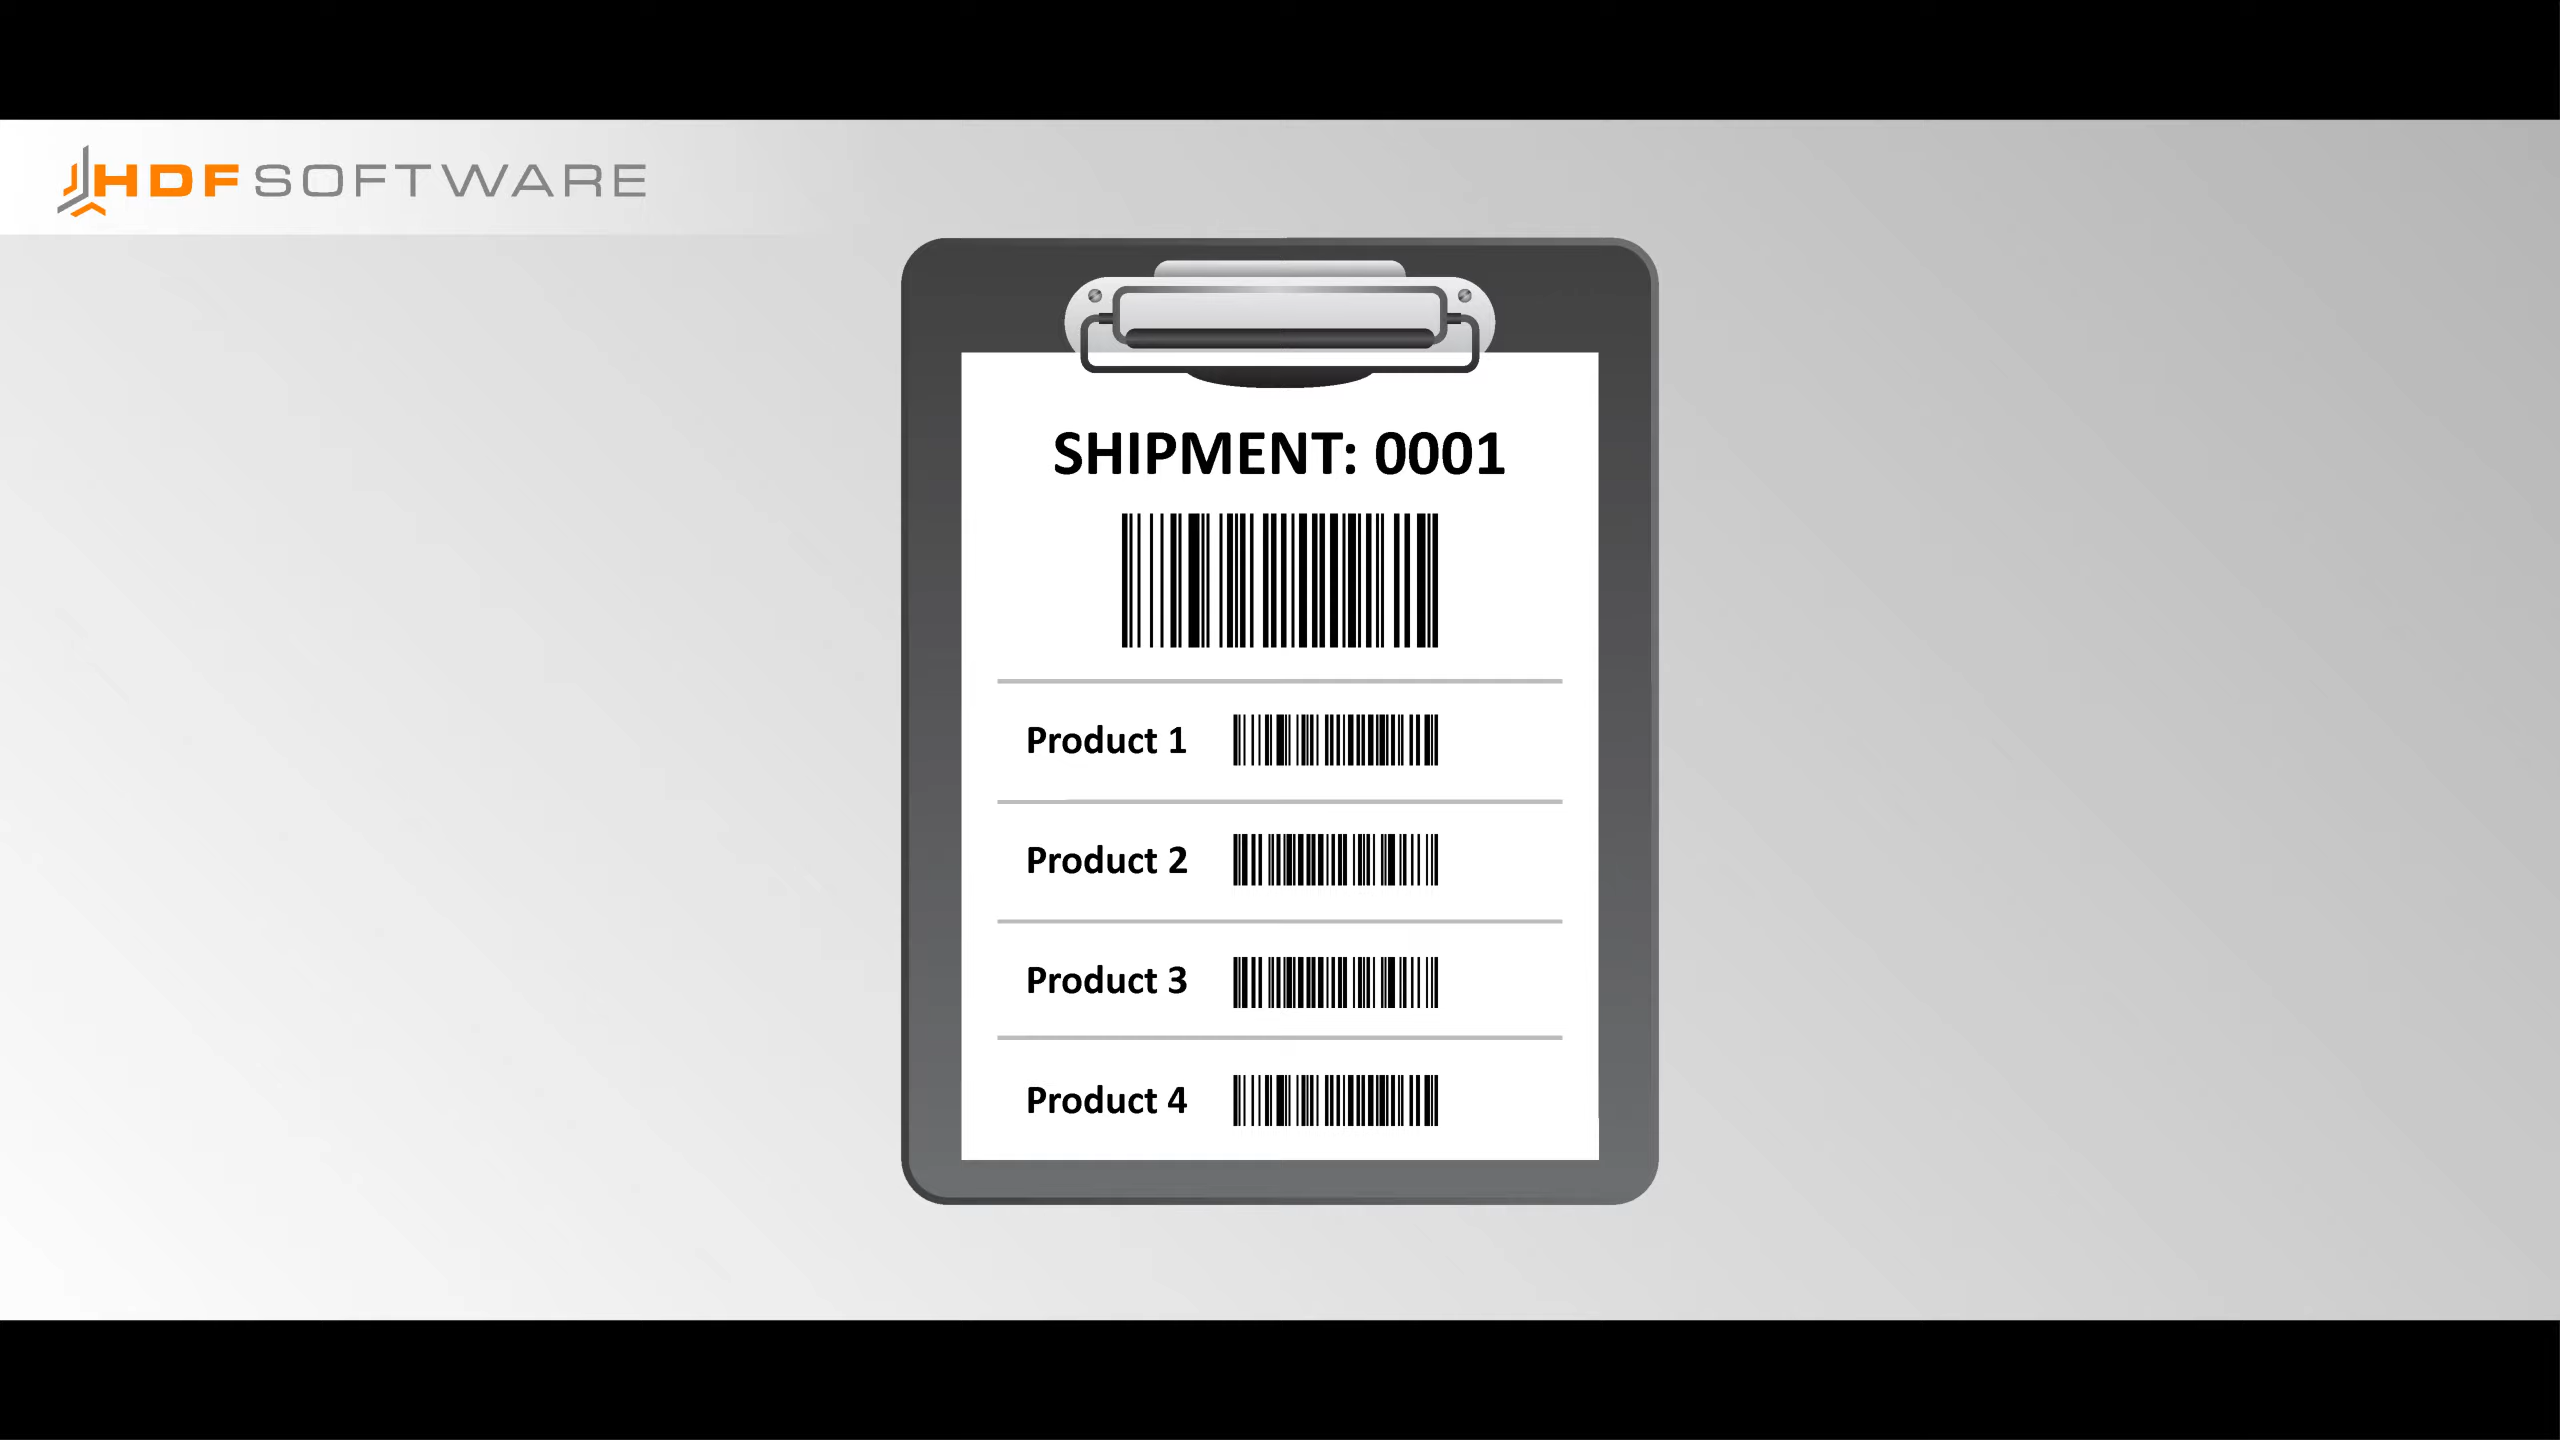 HDF SOFTWARE
SHIPMENT: 0001
Product 1
Product 2
Product 3
Product 4